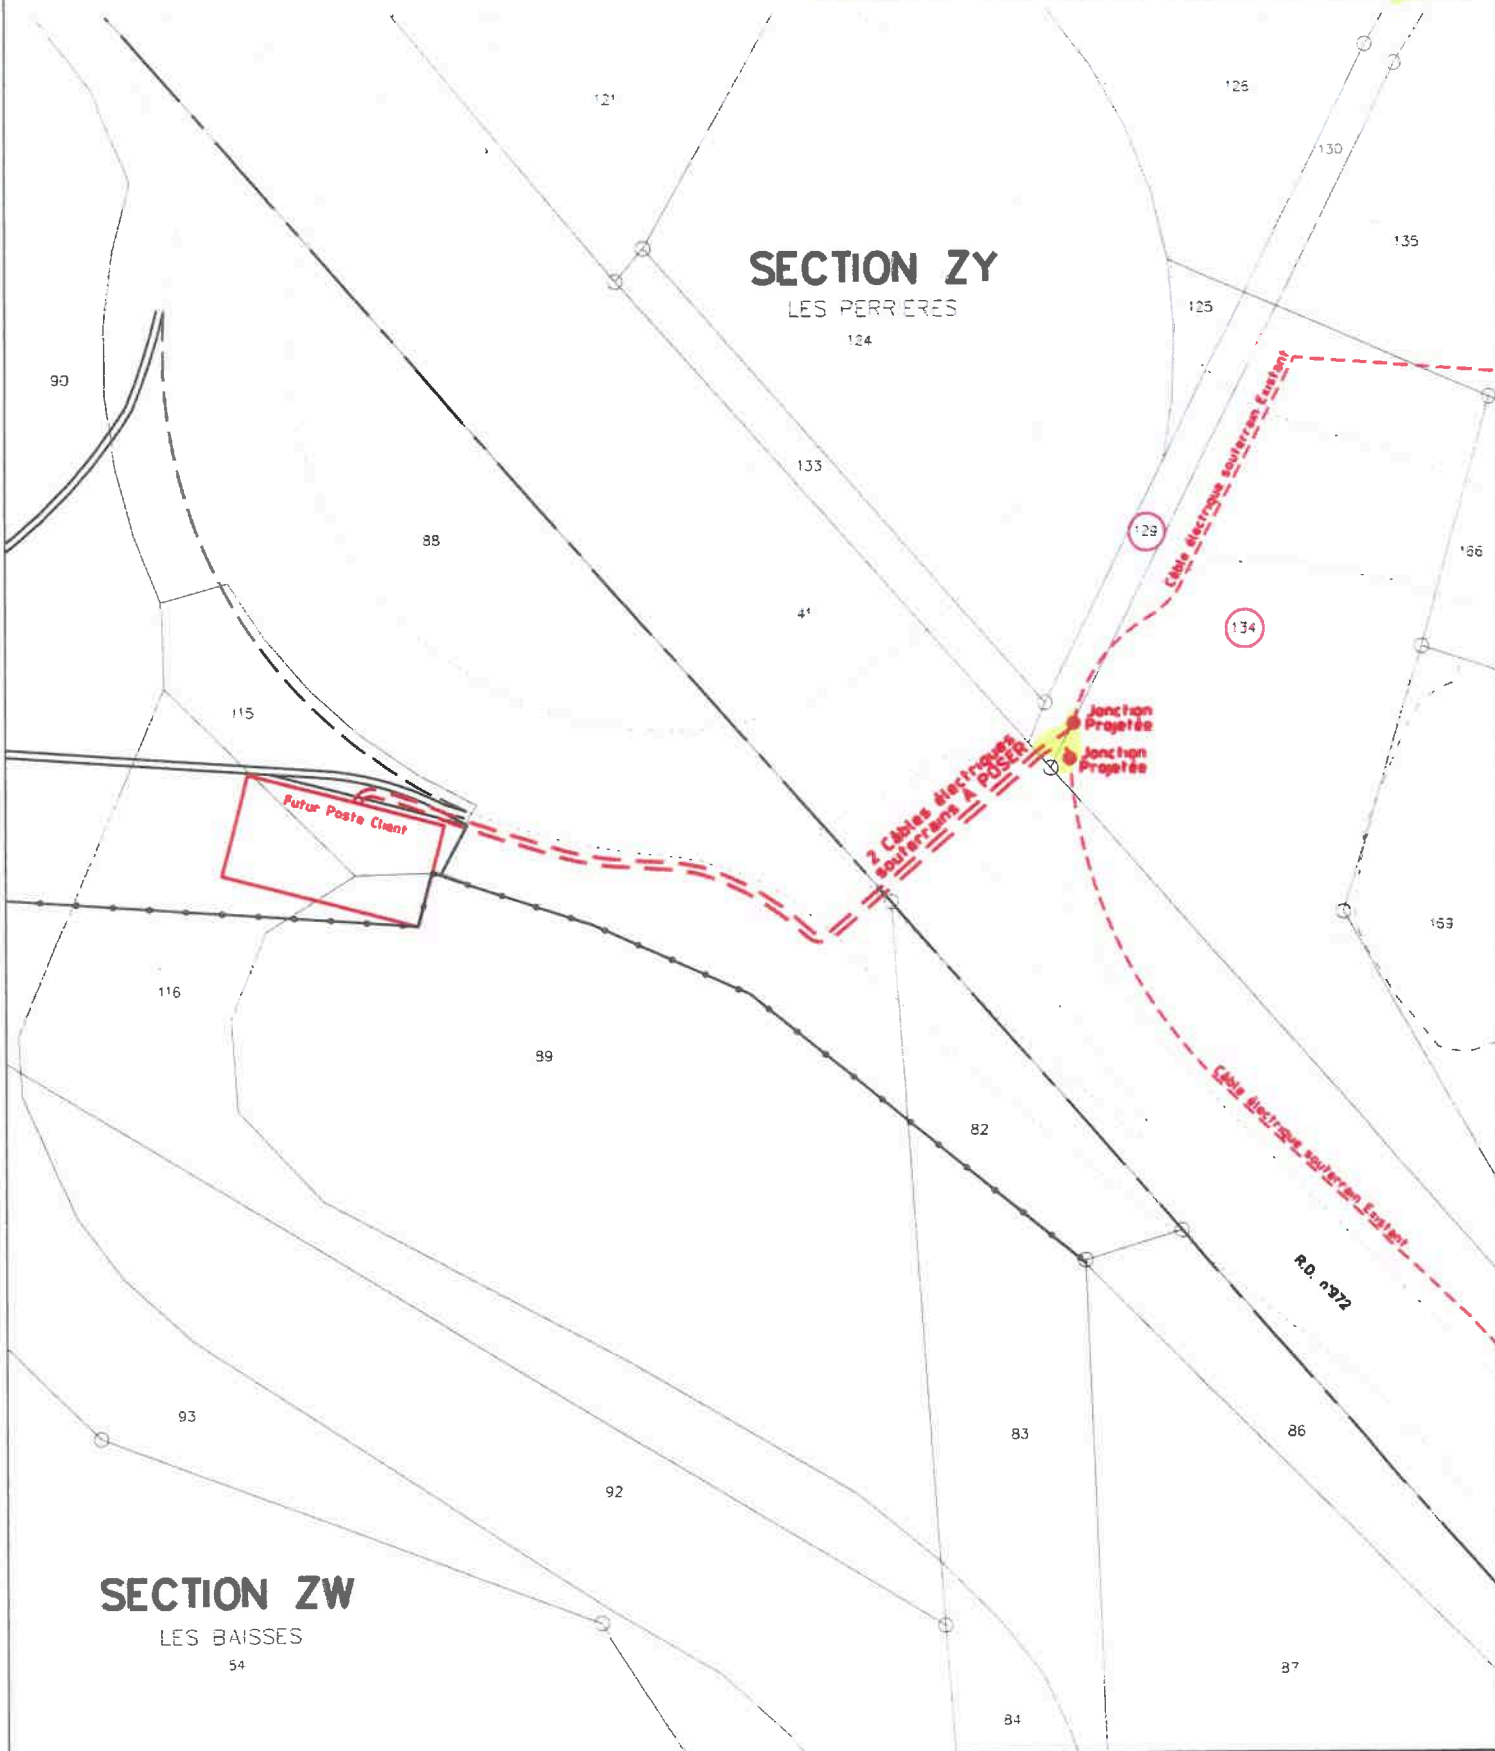 121
126
130
135
SECTION ZY
LES PERRIERES
124
125
90
Câble électrique souterrain Existant
133
129
166
88
41
134
115
Jonction
Projetée
Jonction
Projetée
2 Câbles électriques
souterrains À POSER
Futur Poste Client
169
116
89
82
Câble électrique souterrain Existant
R.D. n°972
93
83
86
92
SECTION ZW
LES BAISSES
54
87
84